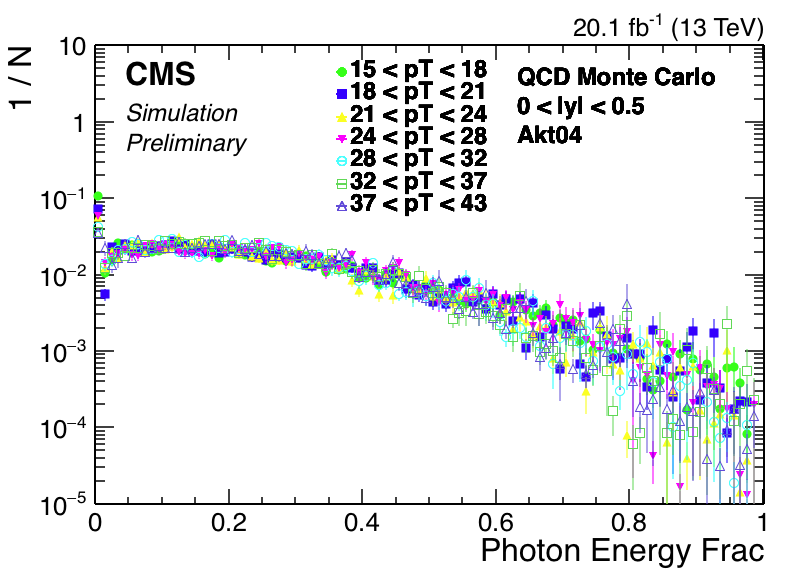 20.1 fb⁻¹ (13 TeV)
1 / N
CMS
Simulation
Preliminary
15 < pT < 18
18 < pT < 21
21 < pT < 24
24 < pT < 28
28 < pT < 32
32 < pT < 37
37 < pT < 43
QCD Monte Carlo
0 < lyl < 0.5
Akt04
10
1
10⁻¹
10⁻²
10⁻³
10⁻⁴
10⁻⁵
0 0.2 0.4 0.6 0.8 1
Photon Energy Frac